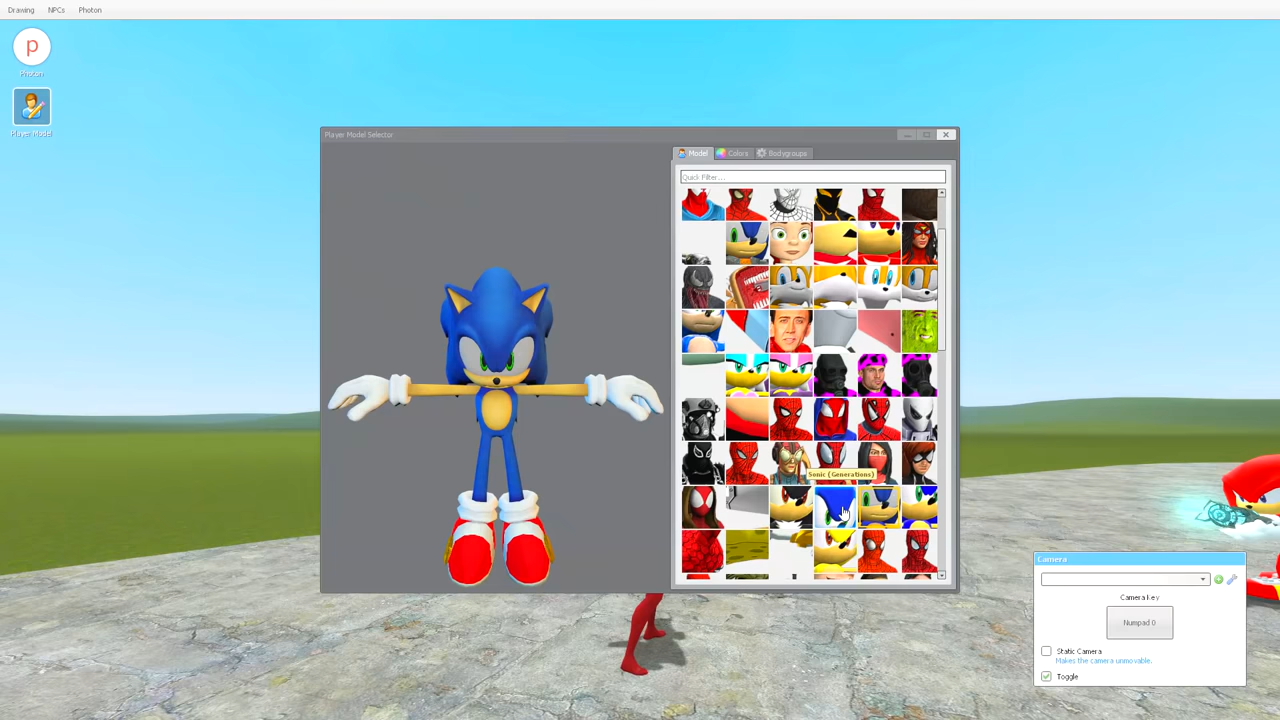 Drawing NPCs Photon
p
Photon
Player Model
Player Model Selector
Model Colors Bodygroups
Quick Filter...
Sonic (Generations)
Camera
Camera Key
Numpad 0
Static Camera
Makes the camera unmovable.
Toggle